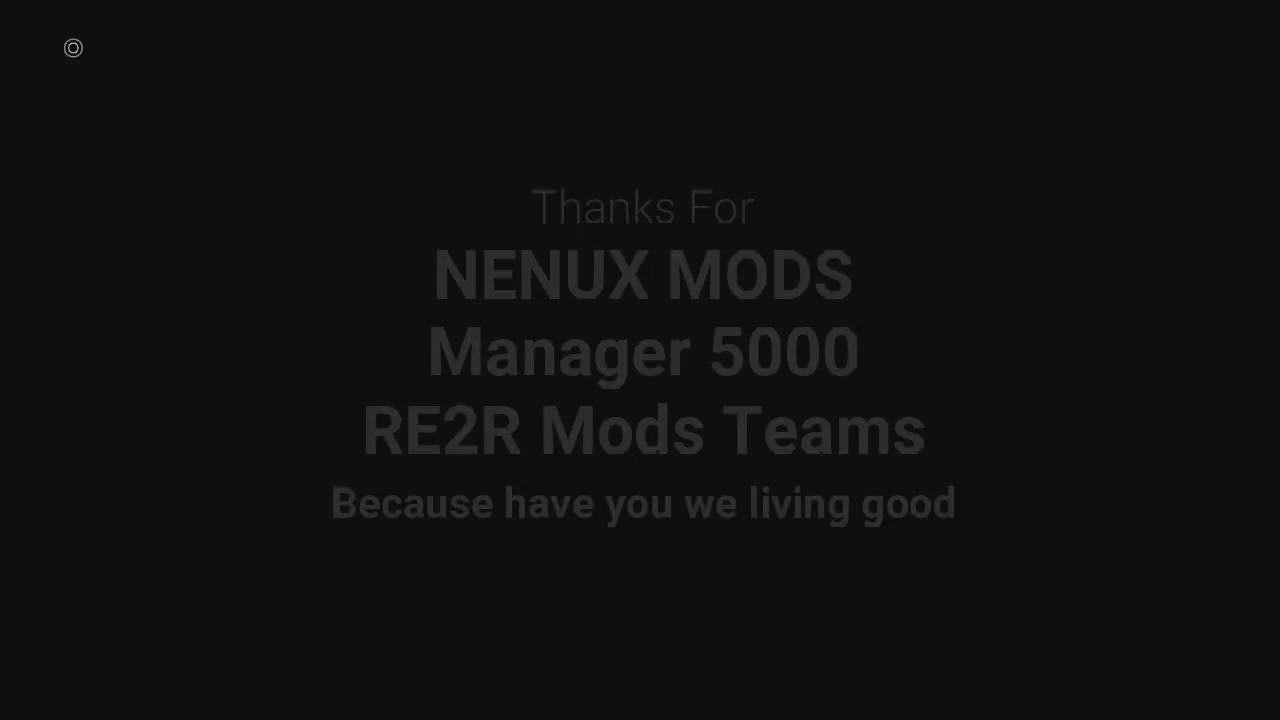 Thanks For
NENUX MODS
Manager 5000
RE2R Mods Teams
Because have you we living good